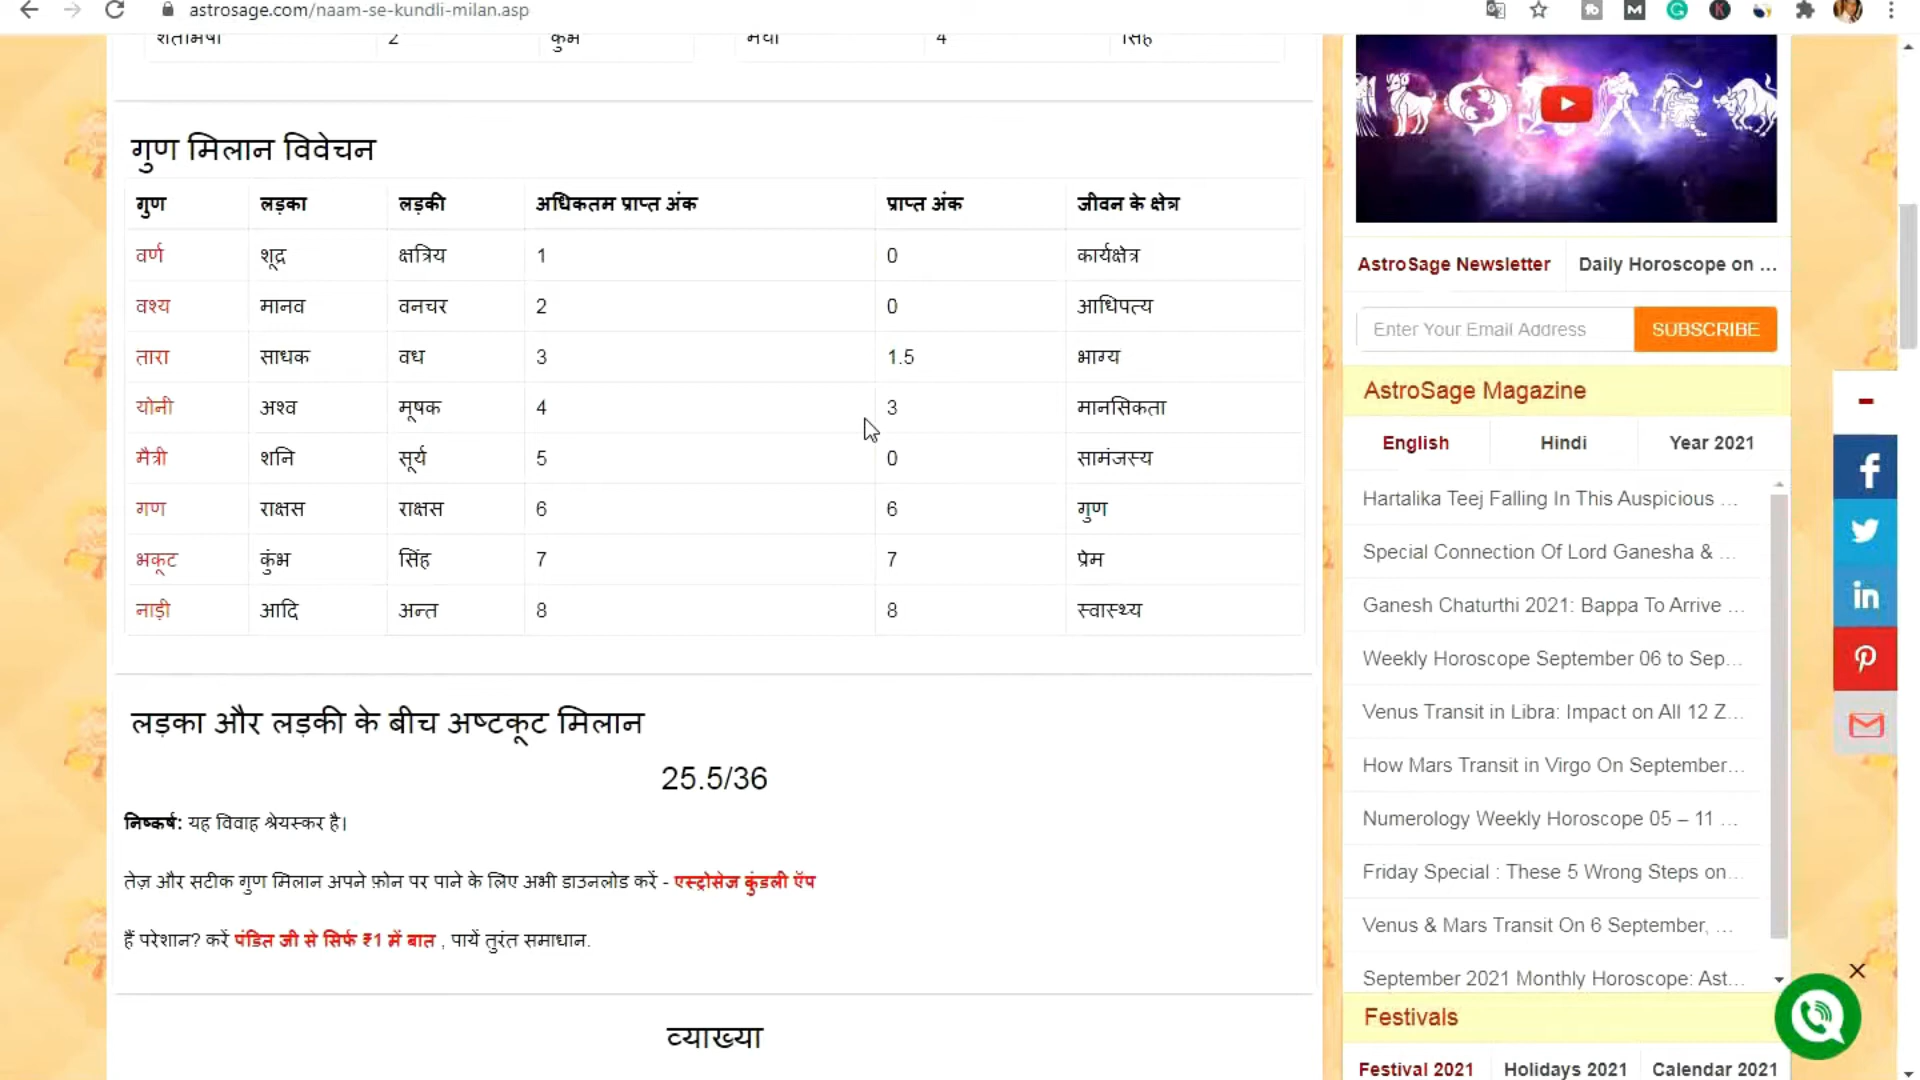 astrosage.com/naam-se-kundli-milan.asp
शतभिषा 2 कुंभ मघा 4 सिंह
गुण मिलान विवेचन
गुण लड़का लड़की अधिकतम प्राप्त अंक प्राप्त अंक जीवन के क्षेत्र
वर्ण शूद्र क्षत्रिय 1 0 कार्यक्षेत्र
वश्य मानव वनचर 2 0 आधिपत्य
तारा साधक वध 3 1.5 भाग्य
योनी अश्व मूषक 4 3 मानसिकता
मैत्री शनि सूर्य 5 0 सामंजस्य
गण राक्षस राक्षस 6 6 गुण
भकूट कुंभ सिंह 7 7 प्रेम
नाड़ी आदि अन्त 8 8 स्वास्थ्य
लड़का और लड़की के बीच अष्टकूट मिलान
25.5/36
निष्कर्ष: यह विवाह श्रेयस्कर है।
तेज़ और सटीक गुण मिलान अपने फ़ोन पर पाने के लिए अभी डाउनलोड करें - एस्ट्रोसेज कुंडली ऍप
हैं परेशान? करें पंडित जी से सिर्फ ₹1 में बात , पायें तुरंत समाधान.
व्याख्या
AstroSage Newsletter Daily Horoscope on ...
Enter Your Email Address SUBSCRIBE
AstroSage Magazine
English Hindi Year 2021
Hartalika Teej Falling In This Auspicious ...
Special Connection Of Lord Ganesha & ...
Ganesh Chaturthi 2021: Bappa To Arrive ...
Weekly Horoscope September 06 to Sep...
Venus Transit in Libra: Impact on All 12 Z...
How Mars Transit in Virgo On September...
Numerology Weekly Horoscope 05 – 11 ...
Friday Special : These 5 Wrong Steps on...
Venus & Mars Transit On 6 September, ...
September 2021 Monthly Horoscope: Ast...
Festivals
Festival 2021 Holidays 2021 Calendar 2021